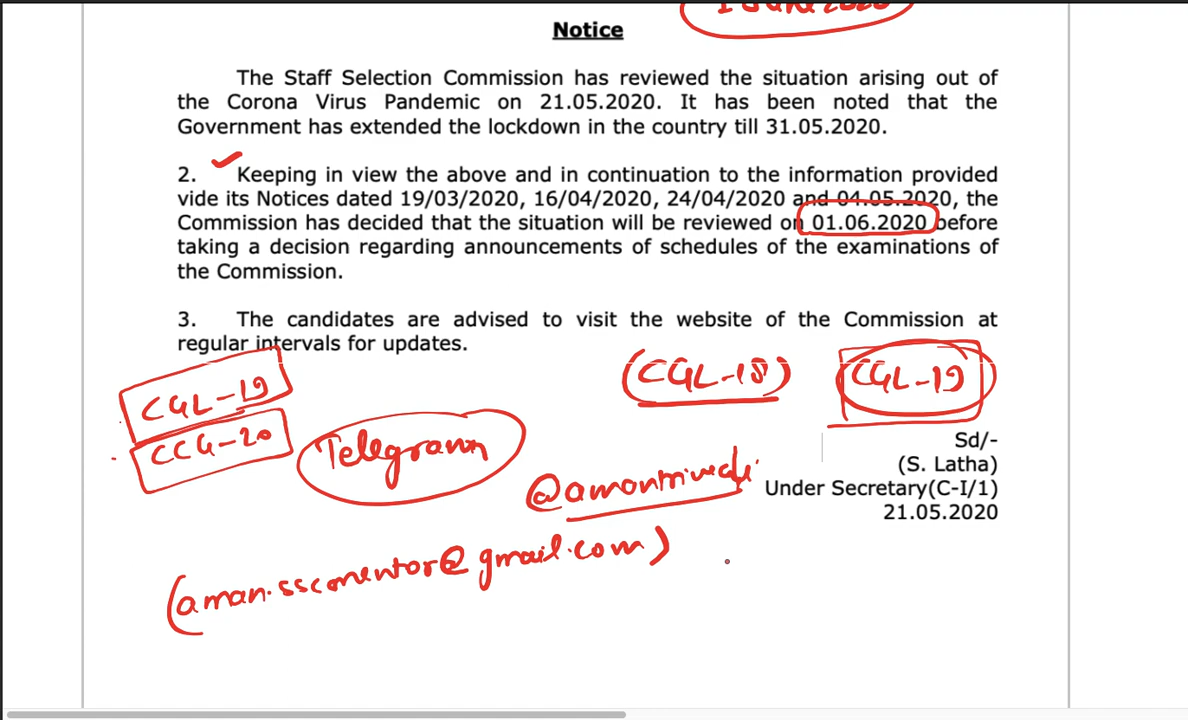 1 June 2020
Notice
The Staff Selection Commission has reviewed the situation arising out of
the Corona Virus Pandemic on 21.05.2020. It has been noted that the
Government has extended the lockdown in the country till 31.05.2020.
2. Keeping in view the above and in continuation to the information provided
vide its Notices dated 19/03/2020, 16/04/2020, 24/04/2020 and 04.05.2020, the
Commission has decided that the situation will be reviewed on 01.06.2020 before
taking a decision regarding announcements of schedules of the examinations of
the Commission.
3. The candidates are advised to visit the website of the Commission at
regular intervals for updates.
(CGL-18) CGL-19
CGL-19
CCG-20
Telegram
@amantrivedi
Sd/-
(S. Latha)
Under Secretary(C-I/1)
21.05.2020
(aman.sscmentor@gmail.com)